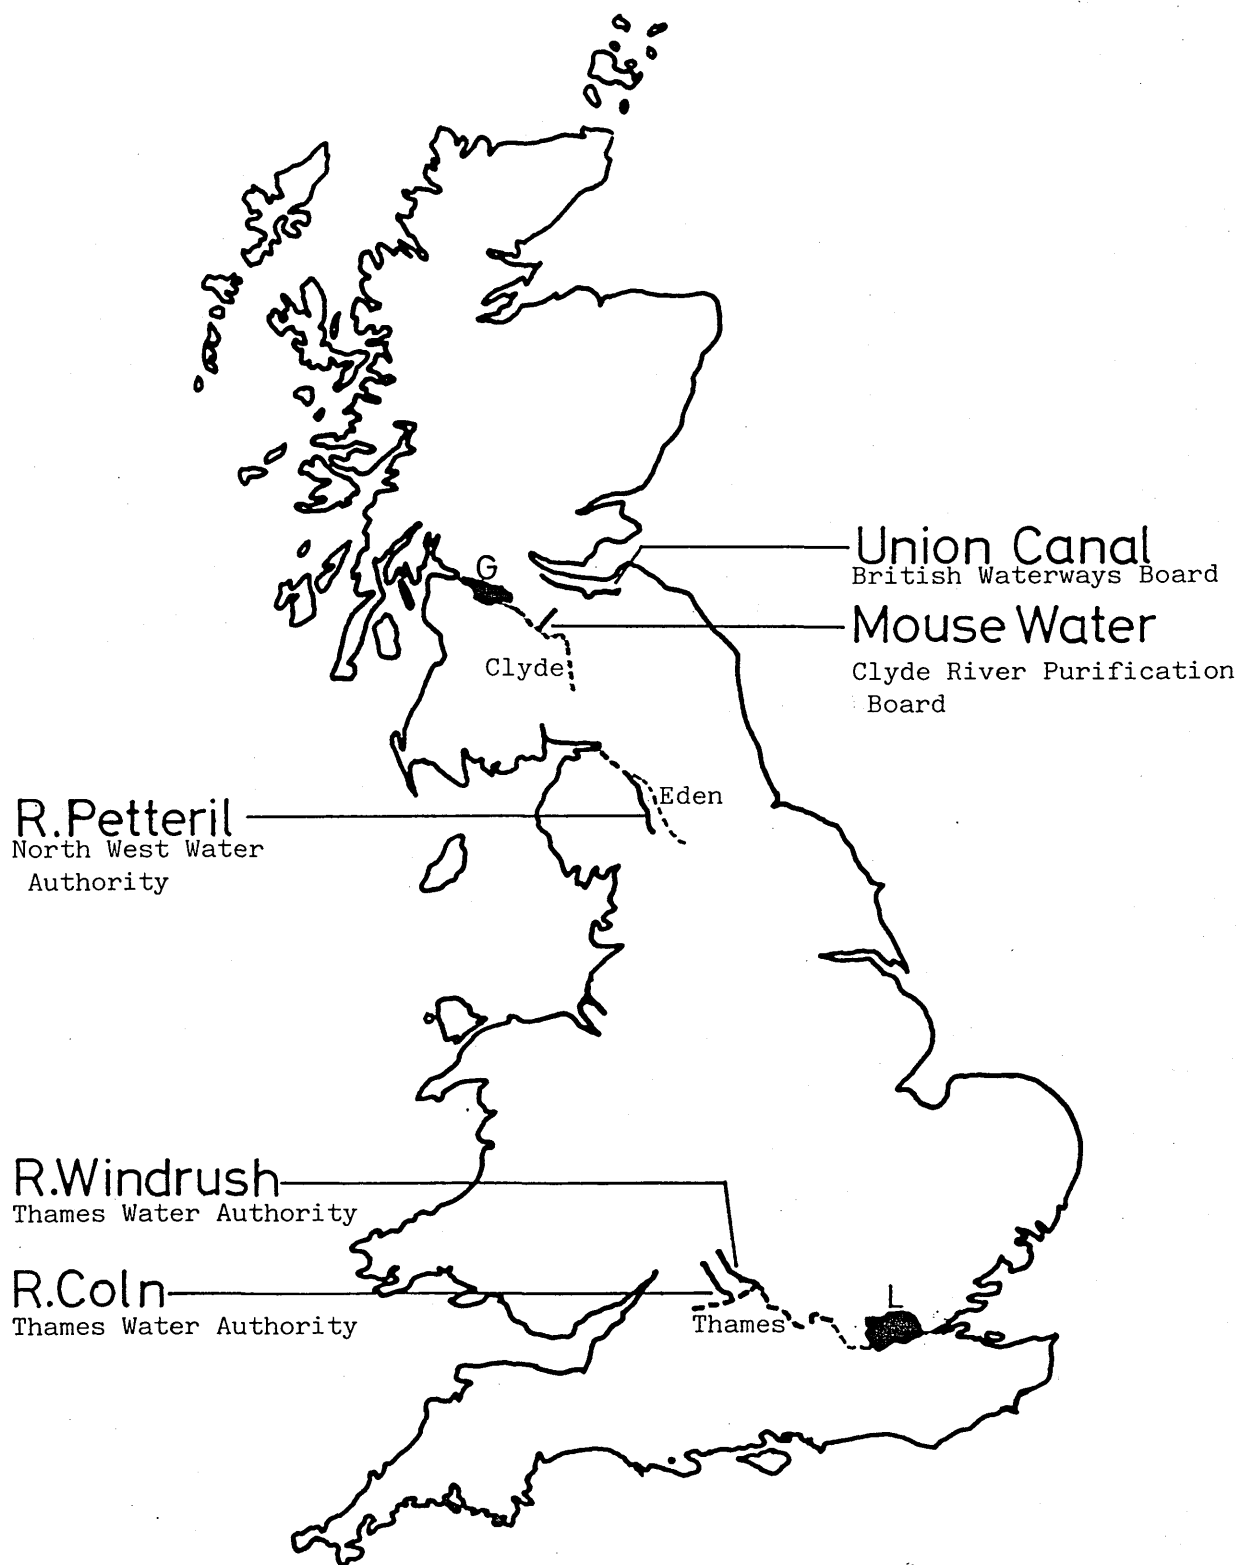 G
Union Canal
British Waterways Board
Mouse Water
Clyde River Purification
Board
Clyde
Eden
R.Petteril
North West Water
Authority
R.Windrush
Thames Water Authority
R.Coln
Thames Water Authority
L
Thames